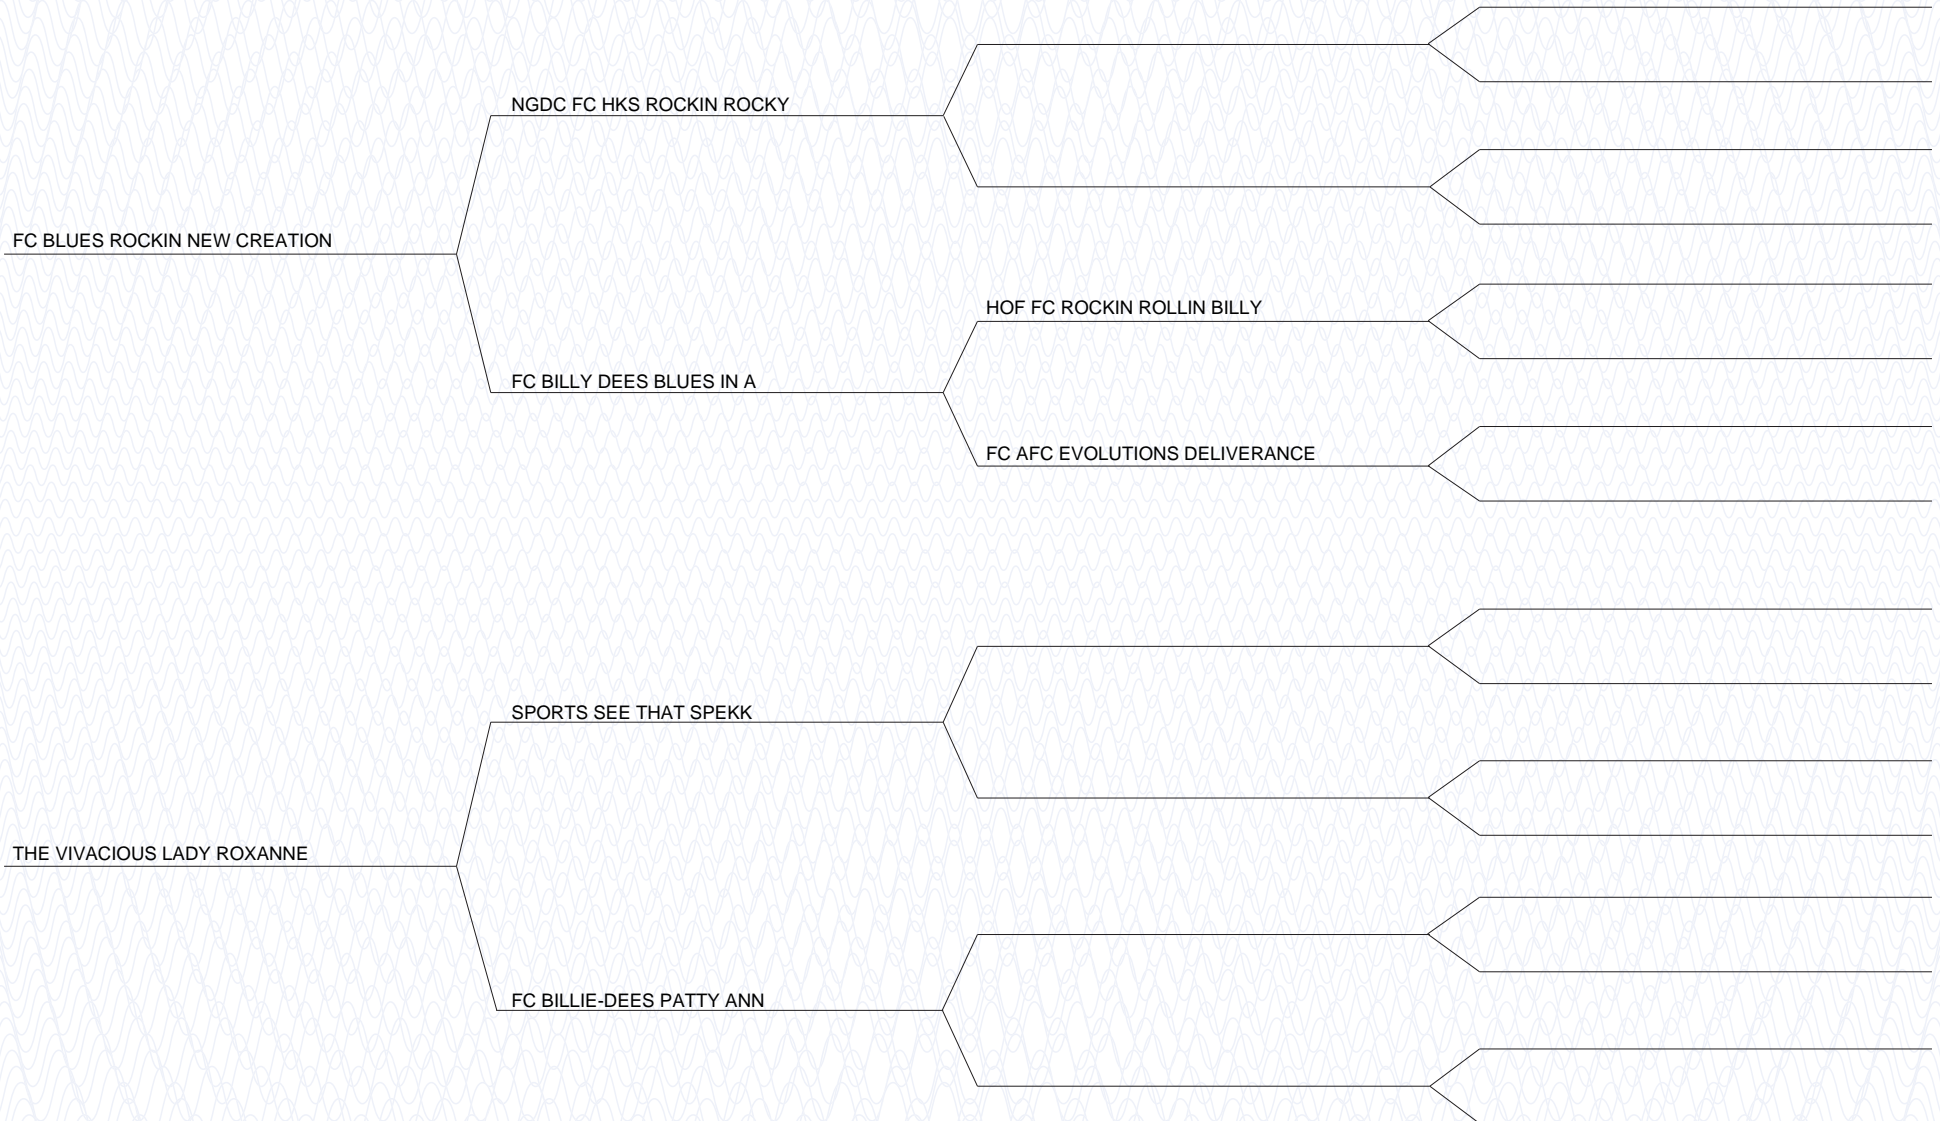 NGDC FC HKS ROCKIN ROCKY
FC BLUES ROCKIN NEW CREATION
HOF FC ROCKIN ROLLIN BILLY
FC BILLY DEES BLUES IN A
FC AFC EVOLUTIONS DELIVERANCE
SPORTS SEE THAT SPEKK
THE VIVACIOUS LADY ROXANNE
FC BILLIE-DEES PATTY ANN